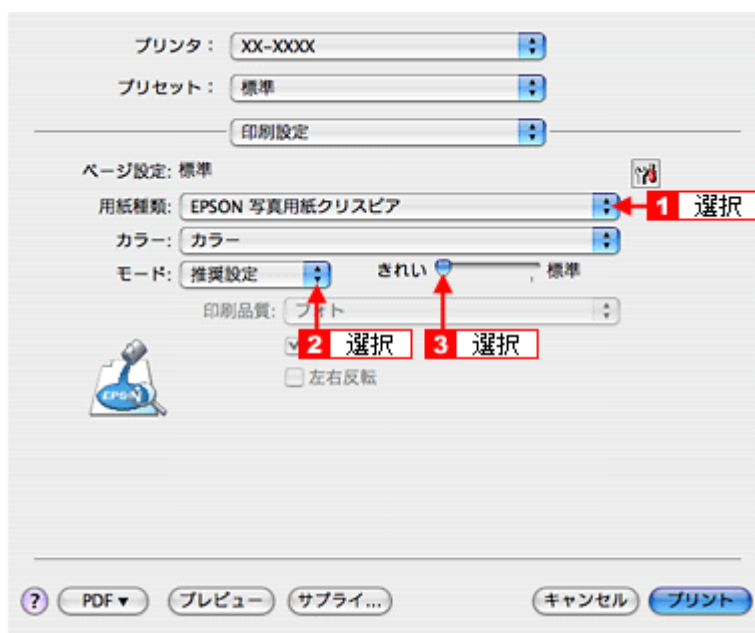 プリンタ： XX-XXXX
プリセット： 標準
印刷設定
ページ設定: 標準
用紙種類: EPSON 写真用紙クリスピア
1 選択
カラー: カラー
モード: 推奨設定 きれい 標準
印刷品質: フォト
2 選択 3 選択
左右反転
EPSON
? PDF▼ プレビュー サプライ... キャンセル プリント